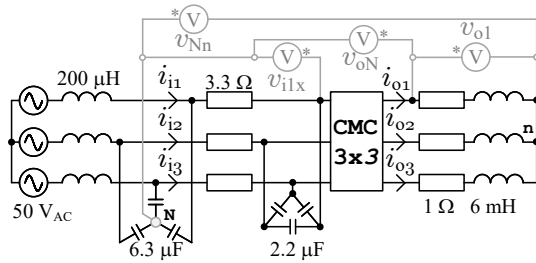 * V
v_Nn
V *
v_i1x
V *
v_oN
* V
v_o1
200 μH
i_i1
3.3 Ω
i_o1
i_i2
CMC
3x3
i_o2
n
i_i3
i_o3
50 V_AC
N
6.3 μF
2.2 μF
1 Ω
6 mH